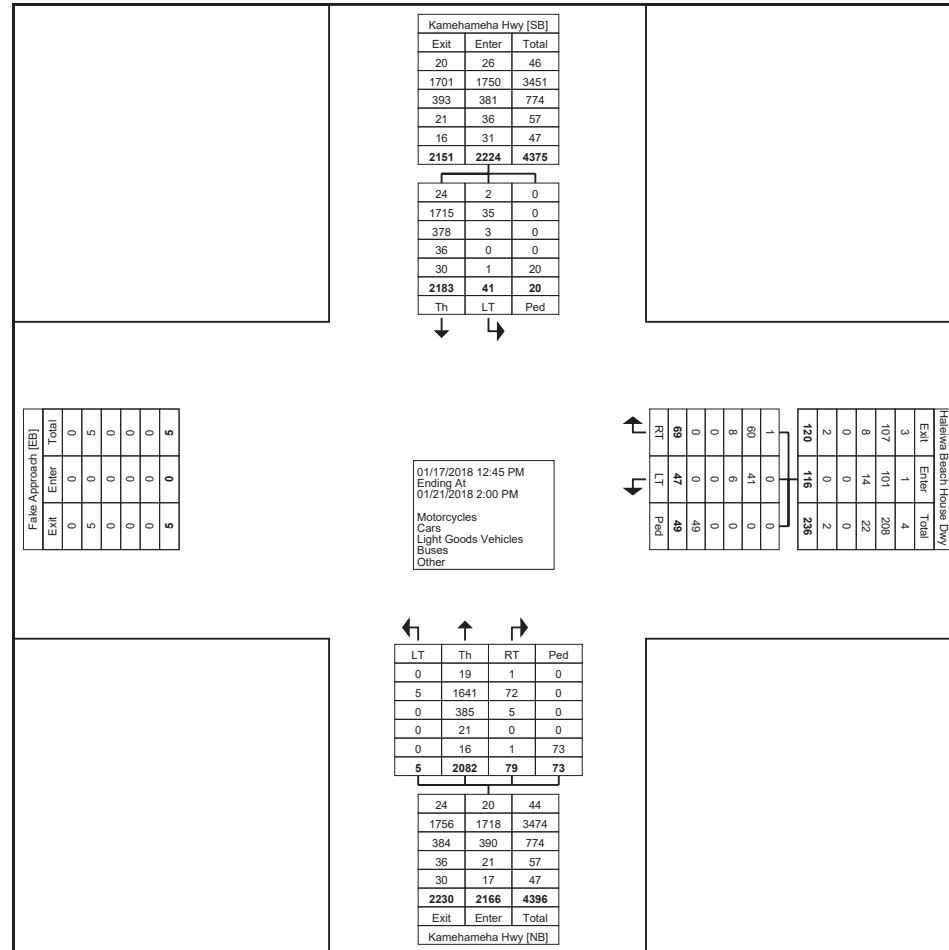 Kamehameha Hwy [SB]
Exit Enter Total
20 26 46
1701 1750 3451
393 381 774
21 36 57
16 31 47
2151 2224 4375
24 2 0
1715 35 0
378 3 0
36 0 0
30 1 20
2183 41 20
Th LT Ped
Fake Approach [EB]
Exit Enter Total
0 0 0
5 0 5
0 0 0
0 0 0
0 0 0
5 0 5
01/17/2018 12:45 PM
Ending At
01/21/2018 2:00 PM
Motorcycles
Cars
Light Goods Vehicles
Buses
Other
Haleiwa Beach House Dwy
Exit Enter Total
3 1 4
107 101 208
8 14 22
0 0 0
2 0 2
120 116 236
1 0 0
60 41 0
8 6 0
0 0 0
0 0 49
69 47 49
RT LT Ped
LT Th RT Ped
0 19 1 0
5 1641 72 0
0 385 5 0
0 21 0 0
0 16 1 73
5 2082 79 73
24 20 44
1756 1718 3474
384 390 774
36 21 57
30 17 47
2230 2166 4396
Exit Enter Total
Kamehameha Hwy [NB]